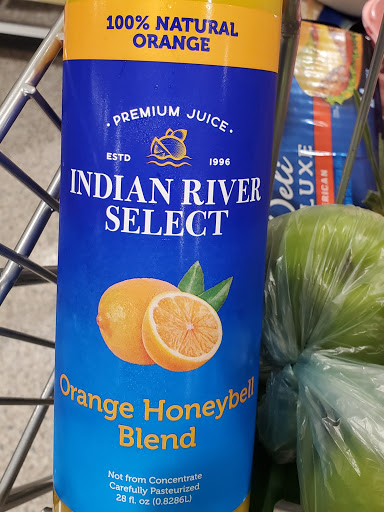 100% NATURAL
ORANGE
PREMIUM JUICE
ESTD 1996
INDIAN RIVER
SELECT
Orange Honeybell
Blend
Not from Concentrate
Carefully Pasteurized
28 fl. oz (0.8286L)
Deli
LUXE
RICAN